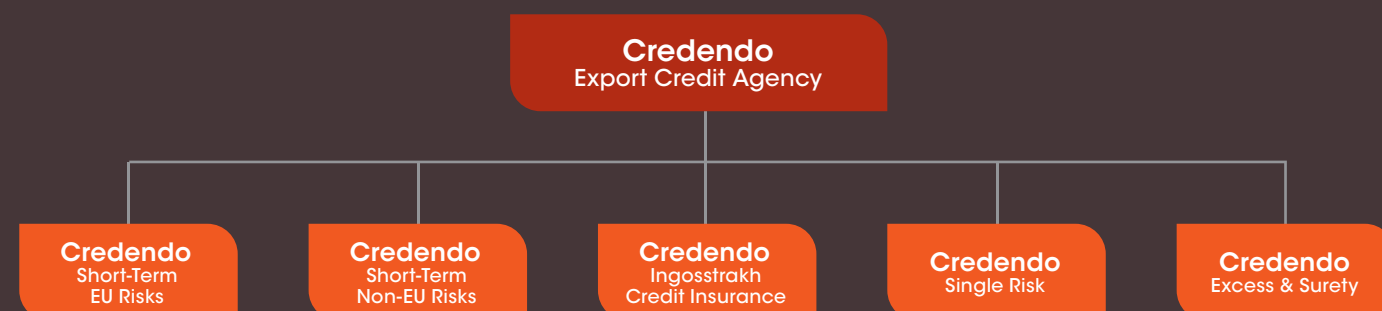 Credendo
Export Credit Agency
Credendo
Short-Term
EU Risks
Credendo
Short-Term
Non-EU Risks
Credendo
Ingosstrakh
Credit Insurance
Credendo
Single Risk
Credendo
Excess & Surety